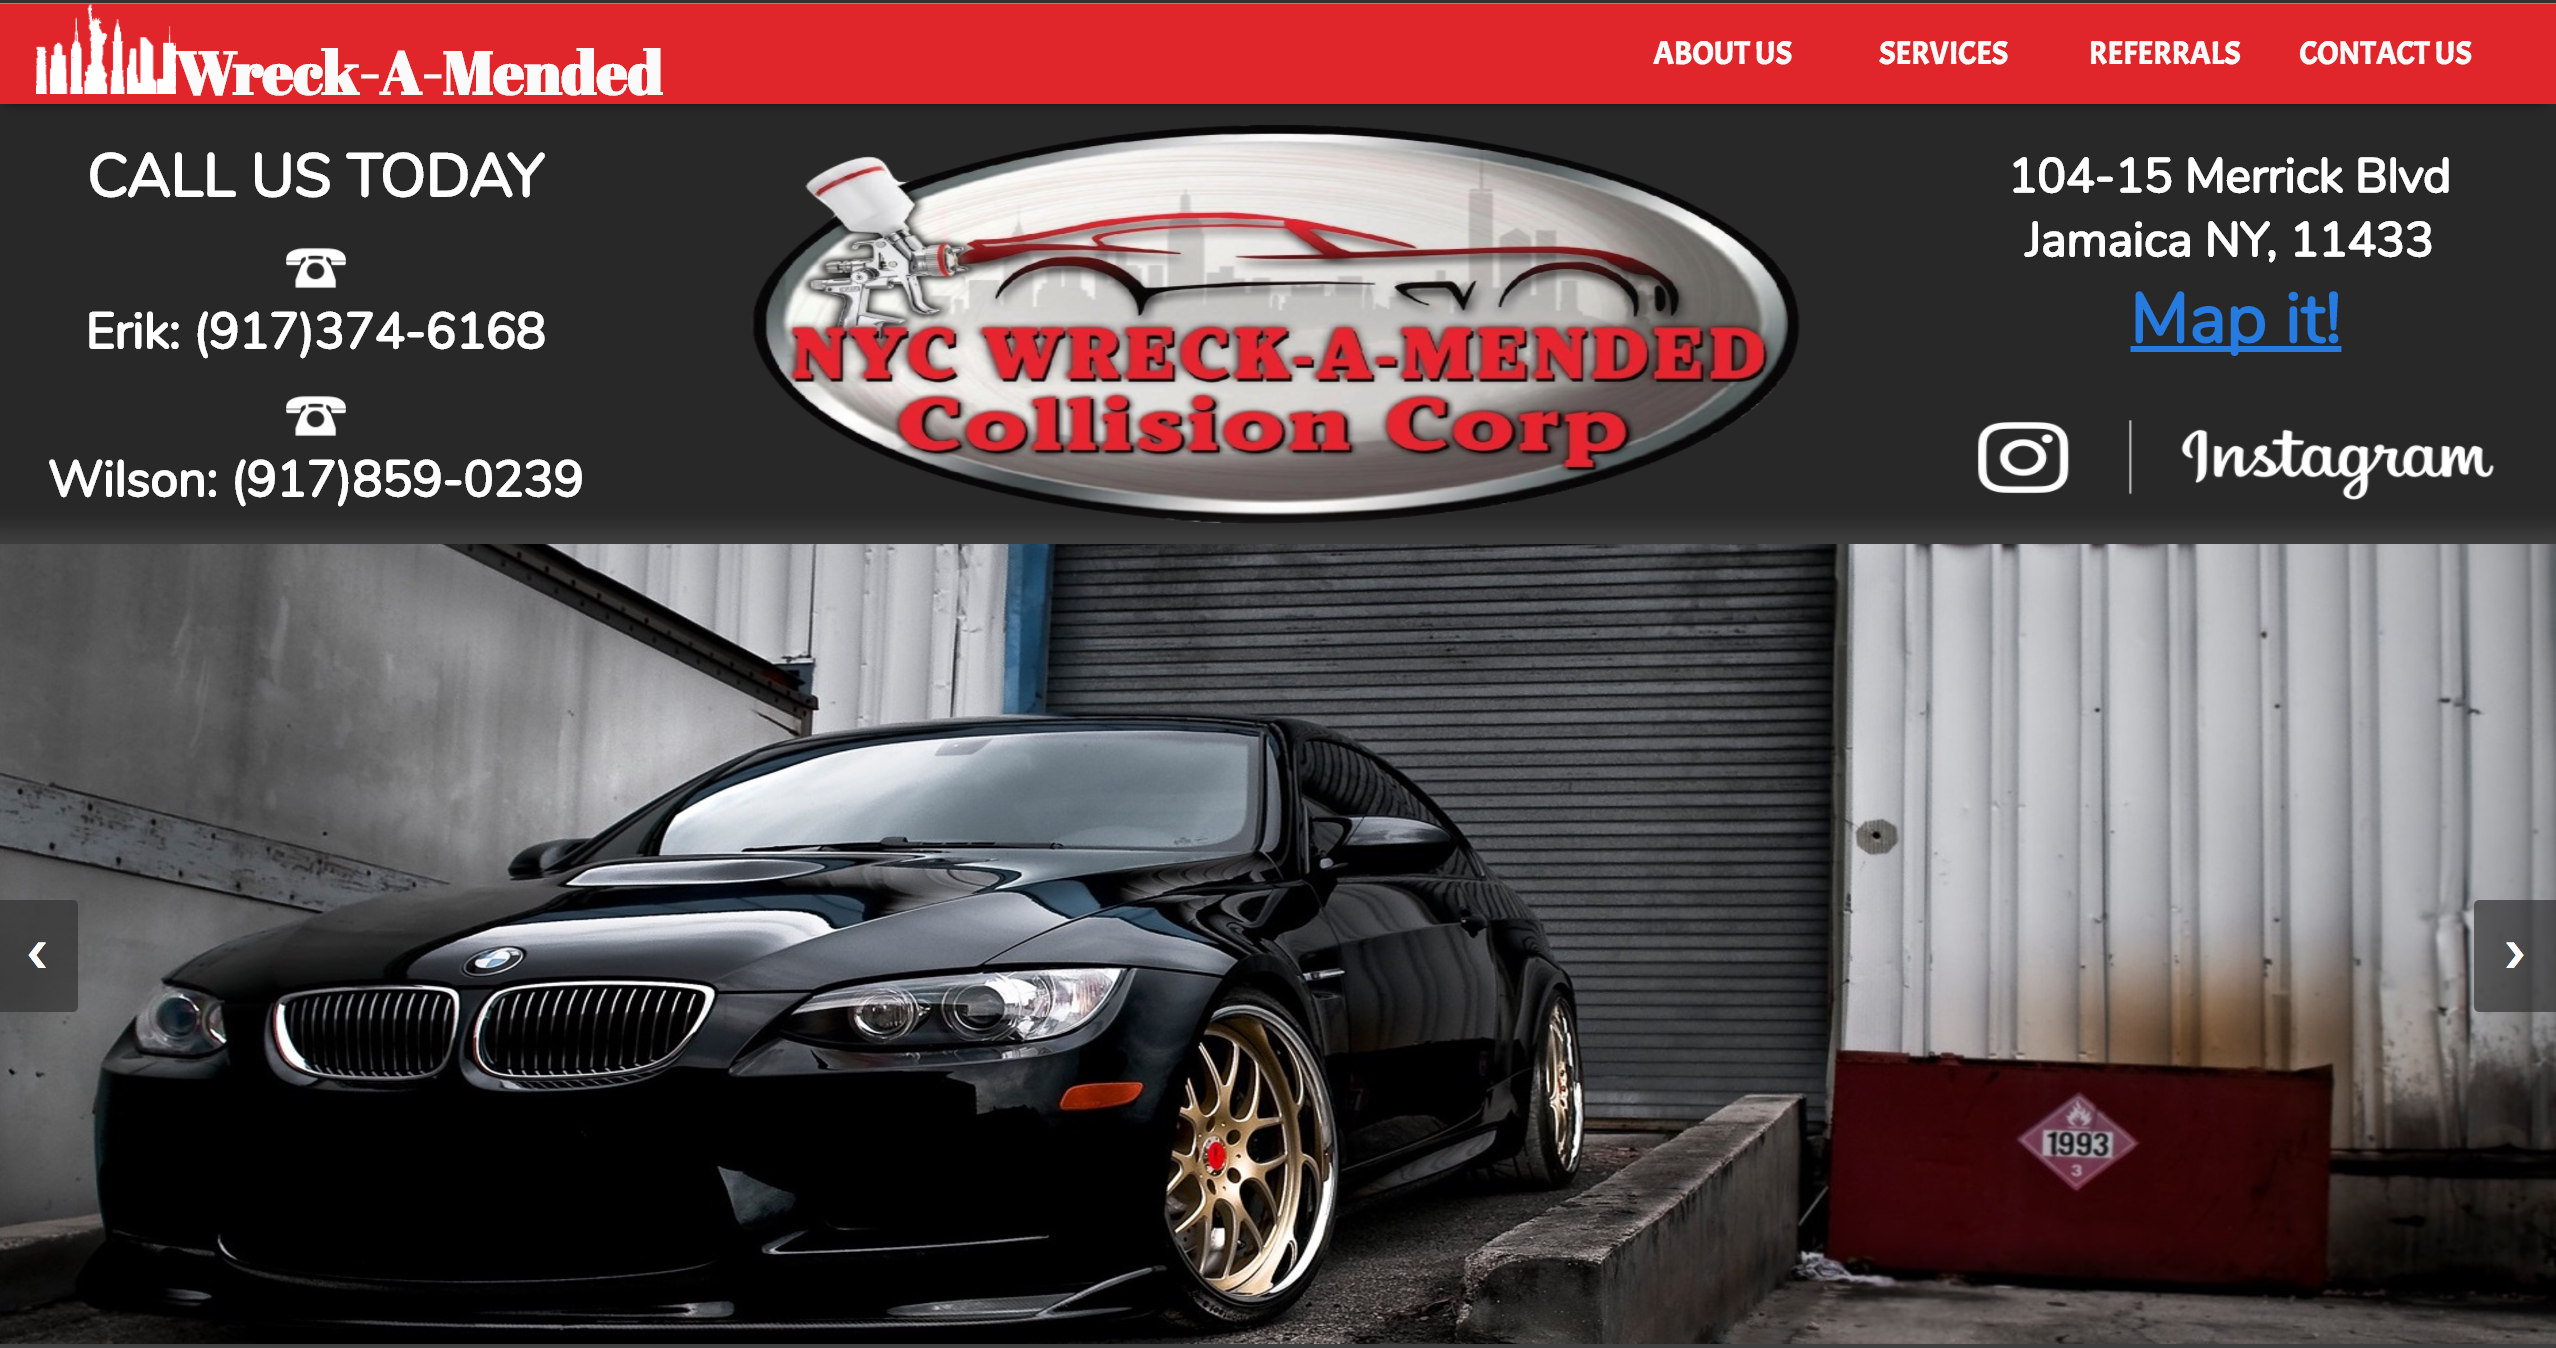 Wreck-A-Mended
ABOUT US
SERVICES
REFERRALS
CONTACT US
CALL US TODAY
Erik: (917)374-6168
Wilson: (917)859-0239
NYC WRECK-A-MENDED
Collision Corp
104-15 Merrick Blvd
Jamaica NY, 11433
Map it!
Instagram
1993
3